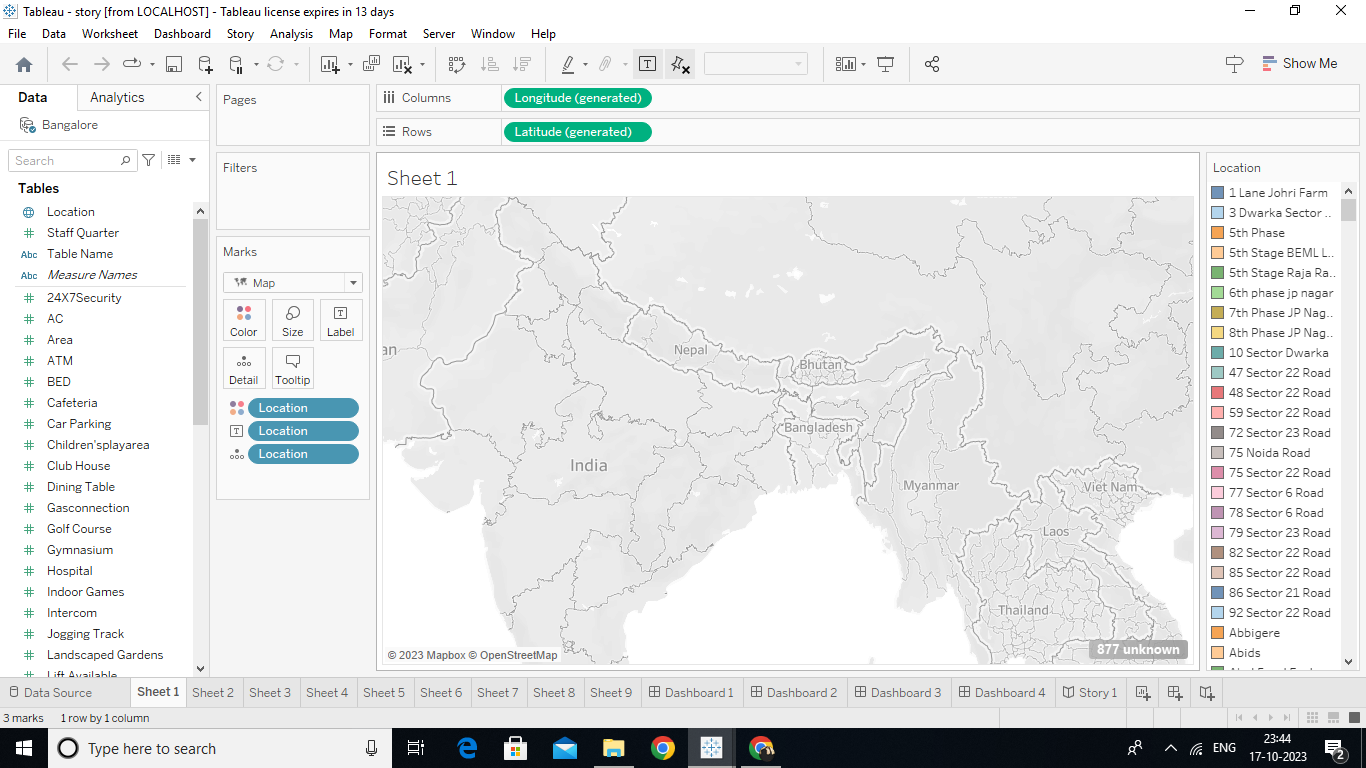 Tableau - story [from LOCALHOST] - Tableau license expires in 13 days
File Data Worksheet Dashboard Story Analysis Map Format Server Window Help
Show Me
Data Analytics
Bangalore
Search
Tables
Location
Staff Quarter
Abc Table Name
Abc Measure Names
24X7Security
AC
Area
ATM
BED
Cafeteria
Car Parking
Children'splayarea
Club House
Dining Table
Gasconnection
Golf Course
Gymnasium
Hospital
Indoor Games
Intercom
Jogging Track
Landscaped Gardens
Lift Available
Pages
Filters
Marks
Map
Color Size Label
Detail Tooltip
Location
Location
Location
Columns Longitude (generated)
Rows Latitude (generated)
Sheet 1
an
Nepal
Bhutan
Bangladesh
India
Myanmar
Viet Nam
Laos
Thailand
© 2023 Mapbox © OpenStreetMap
877 unknown
Location
1 Lane Johri Farm
3 Dwarka Sector ..
5th Phase
5th Stage BEML L..
5th Stage Raja Ra..
6th phase jp nagar
7th Phase JP Nag..
8th Phase JP Nag..
10 Sector Dwarka
47 Sector 22 Road
48 Sector 22 Road
59 Sector 22 Road
72 Sector 23 Road
75 Noida Road
75 Sector 22 Road
77 Sector 6 Road
78 Sector 6 Road
79 Sector 23 Road
82 Sector 22 Road
85 Sector 22 Road
86 Sector 21 Road
92 Sector 22 Road
Abbigere
Abids
Data Source Sheet 1 Sheet 2 Sheet 3 Sheet 4 Sheet 5 Sheet 6 Sheet 7 Sheet 8 Sheet 9 Dashboard 1 Dashboard 2 Dashboard 3 Dashboard 4 Story 1
3 marks 1 row by 1 column
Type here to search
ENG
23:44
17-10-2023
2